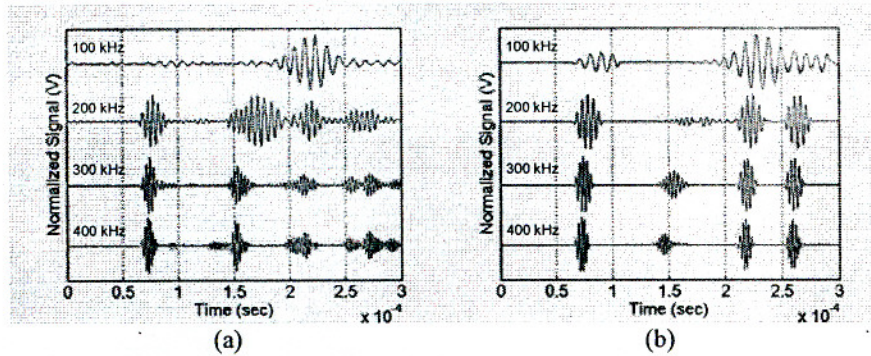 Normalized Signal (V)
100 kHz
200 kHz
300 kHz
400 kHz
0 0.5 1 1.5 2 2.5 3
Time (sec)
x 10⁻⁴
(a)
Normalized Signal (V)
100 kHz
200 kHz
300 kHz
400 kHz
0 0.5 1 1.5 2 2.5 3
Time (sec)
x 10⁻⁴
(b)